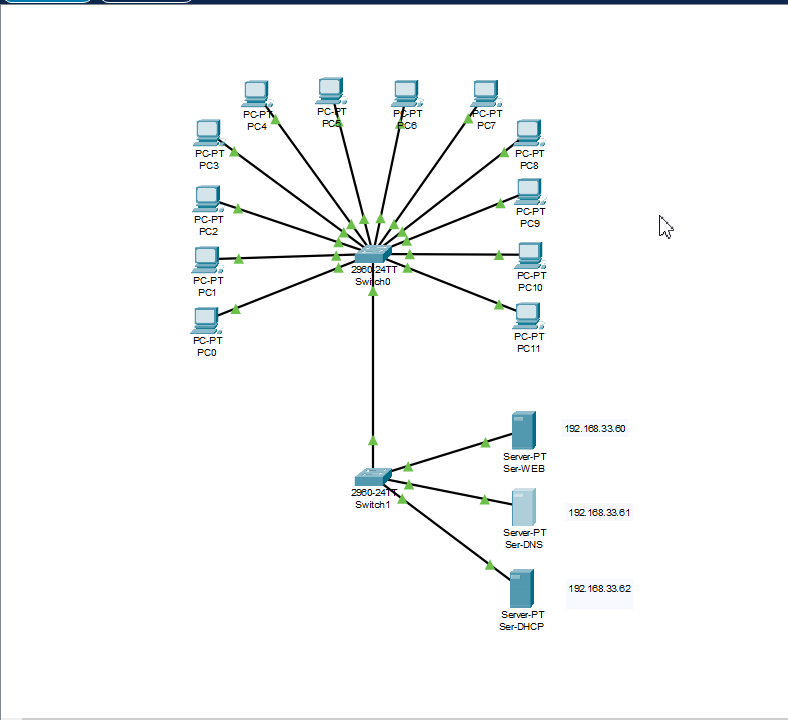 PC-PT
PC4
PC-PT
PC5
PC-PT
PC6
PC-PT
PC7
PC-PT
PC3
PC-PT
PC8
PC-PT
PC2
PC-PT
PC9
PC-PT
PC1
PC-PT
PC10
PC-PT
PC0
PC-PT
PC11
2960-24TT
Switch0
2960-24TT
Switch1
Server-PT
Ser-WEB
192.168.33.60
Server-PT
Ser-DNS
192.168.33.61
Server-PT
Ser-DHCP
192.168.33.62